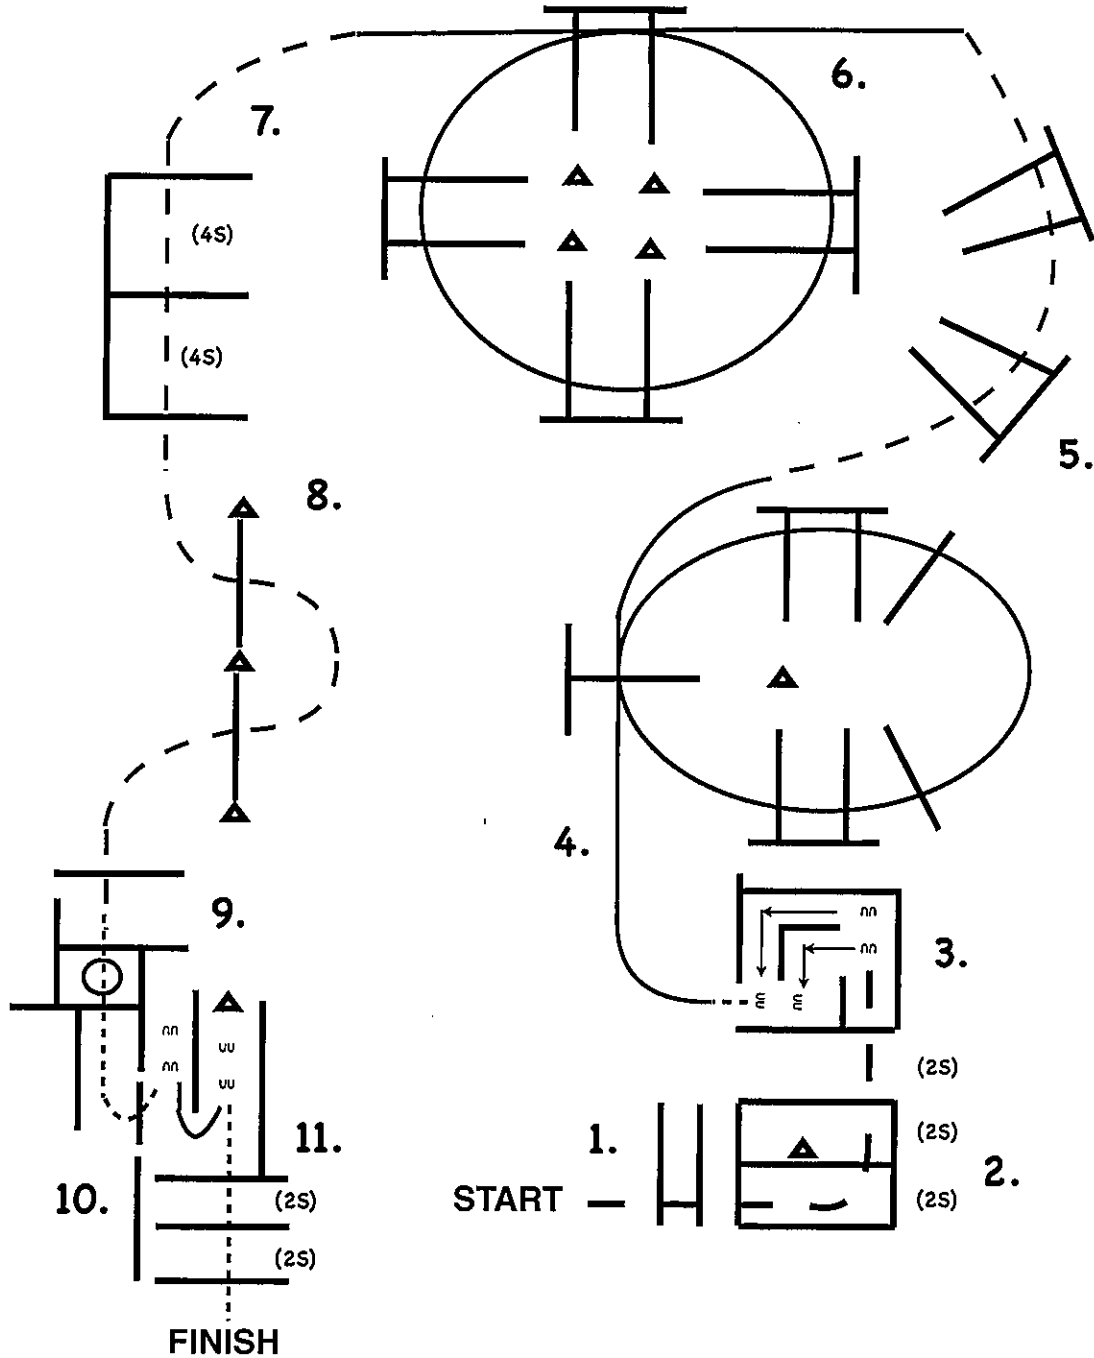 6.
7.
(4S)
(4S)
5.
8.
4.
9.
3.
(2S)
1.
11.
(2S)
2.
START
10.
(2S)
(2S)
(2S)
FINISH